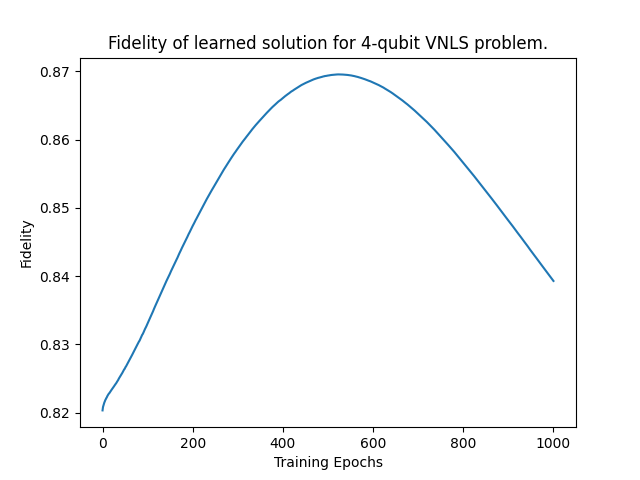 Fidelity of learned solution for 4-qubit VNLS problem.
0.87
0.86
0.85
0.84
0.83
0.82
Fidelity
0 200 400 600 800 1000
Training Epochs